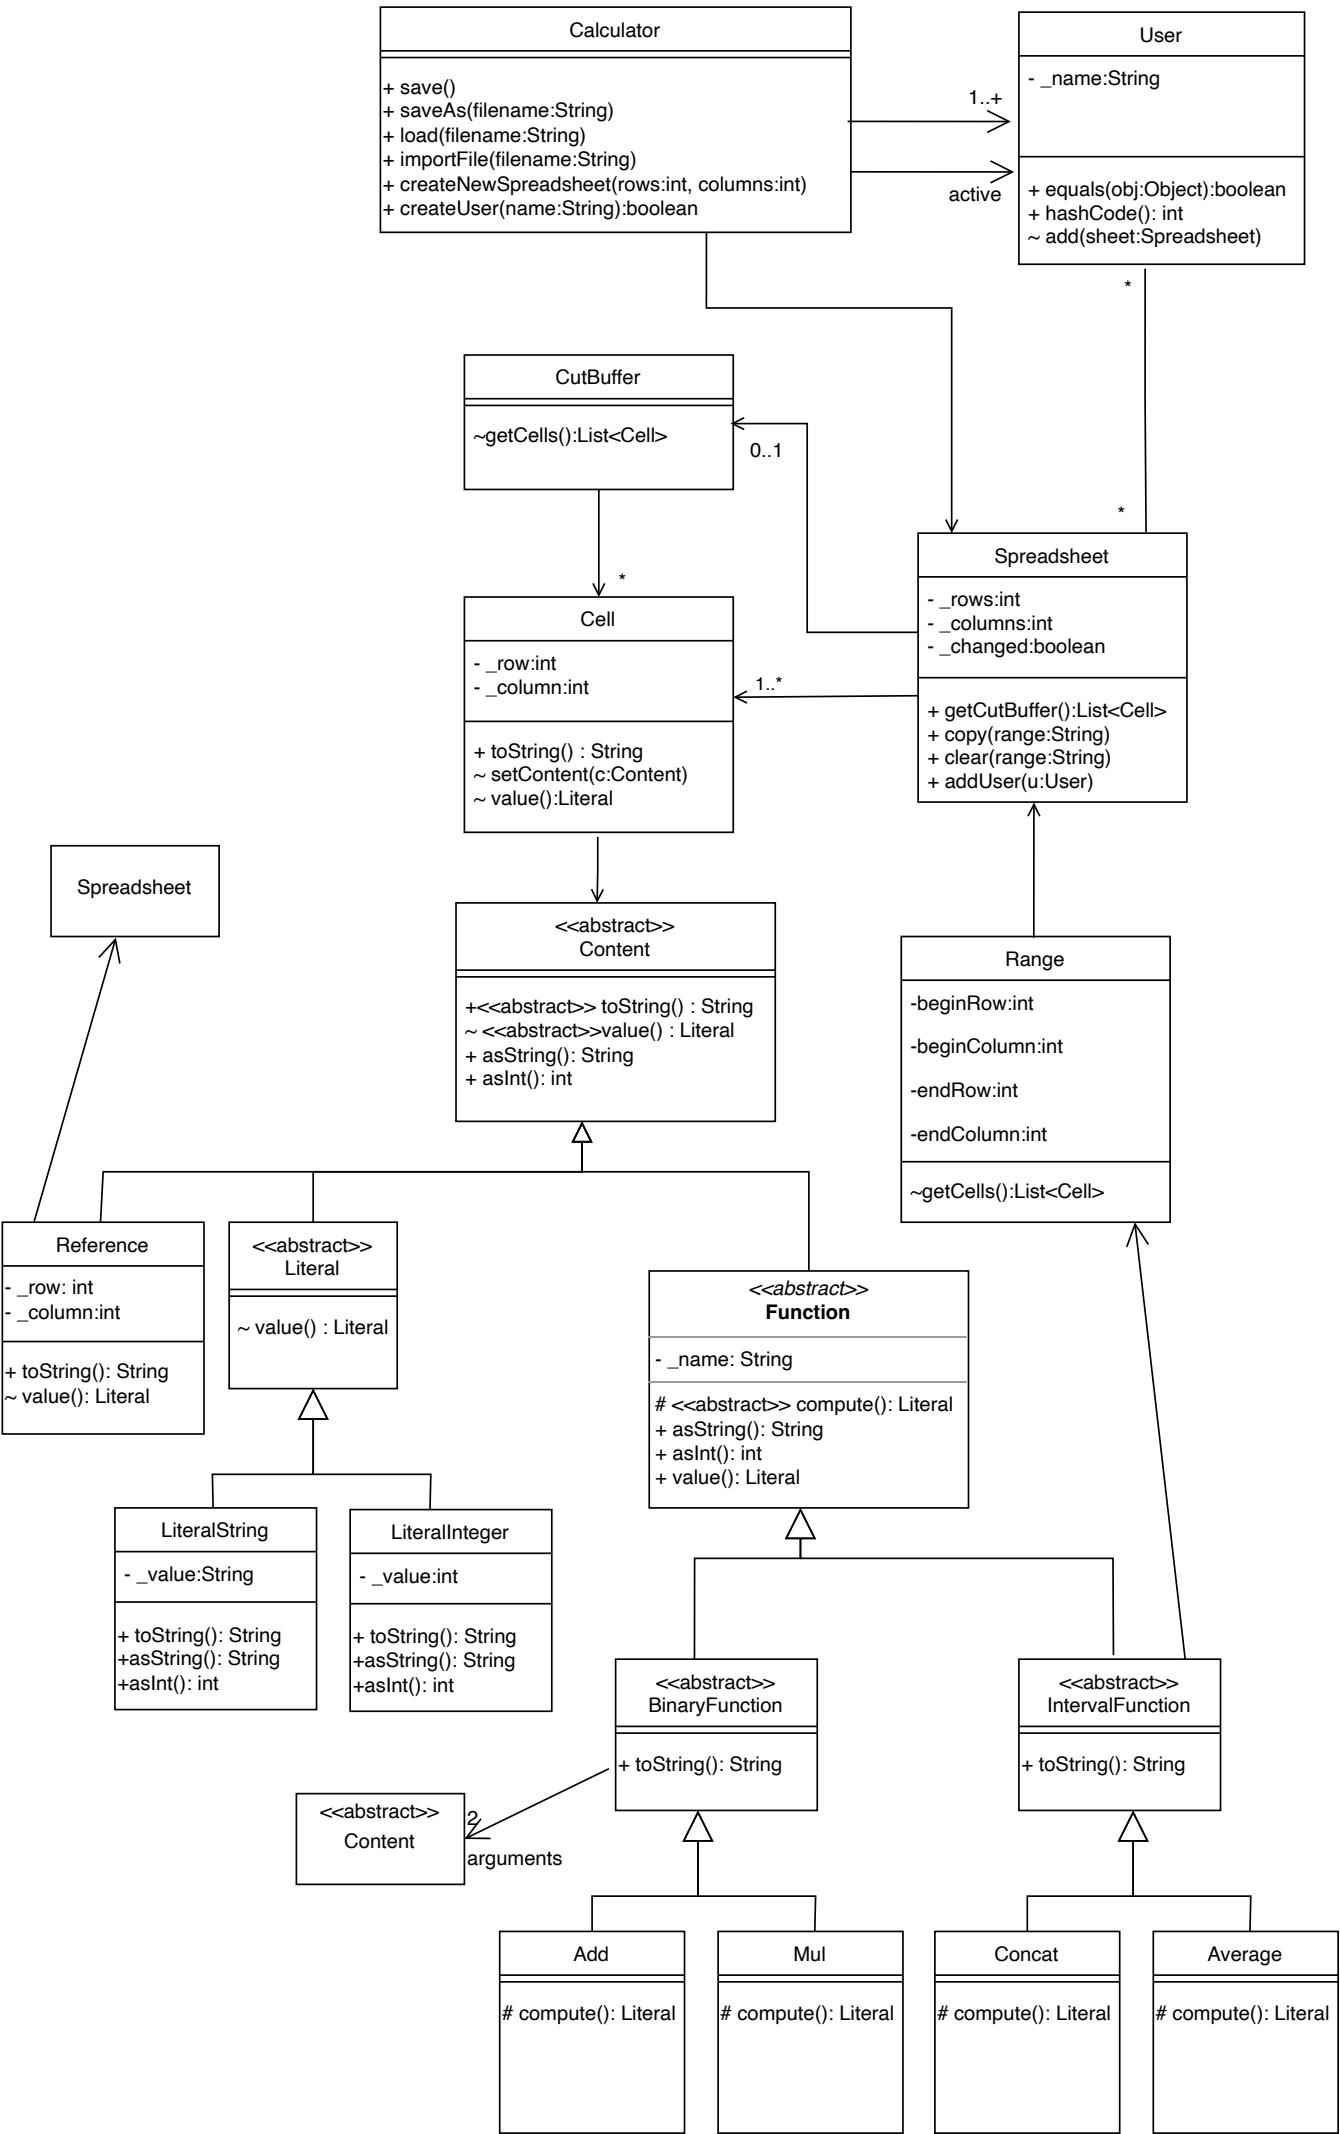 Calculator
+ save()
+ saveAs(filename:String)
+ load(filename:String)
+ importFile(filename:String)
+ createNewSpreadsheet(rows:int, columns:int)
+ createUser(name:String):boolean
1..+
active
User
- _name:String
+ equals(obj:Object):boolean
+ hashCode(): int
~ add(sheet:Spreadsheet)
*
*
CutBuffer
~getCells():List<Cell>
0..1
*
Cell
- _row:int
- _column:int
+ toString() : String
~ setContent(c:Content)
~ value():Literal
1..*
Spreadsheet
- _rows:int
- _columns:int
- _changed:boolean
+ getCutBuffer():List<Cell>
+ copy(range:String)
+ clear(range:String)
+ addUser(u:User)
Spreadsheet
<<abstract>>
Content
+<<abstract>> toString() : String
~ <<abstract>>value() : Literal
+ asString(): String
+ asInt(): int
Range
-beginRow:int
-beginColumn:int
-endRow:int
-endColumn:int
~getCells():List<Cell>
Reference
- _row: int
- _column:int
+ toString(): String
~ value(): Literal
<<abstract>>
Literal
~ value() : Literal
<<abstract>>
Function
- _name: String
# <<abstract>> compute(): Literal
+ asString(): String
+ asInt(): int
+ value(): Literal
LiteralString
- _value:String
+ toString(): String
+asString(): String
+asInt(): int
LiteralInteger
- _value:int
+ toString(): String
+asString(): String
+asInt(): int
<<abstract>>
BinaryFunction
+ toString(): String
<<abstract>>
IntervalFunction
+ toString(): String
<<abstract>>
Content
2
arguments
Add
# compute(): Literal
Mul
# compute(): Literal
Concat
# compute(): Literal
Average
# compute(): Literal